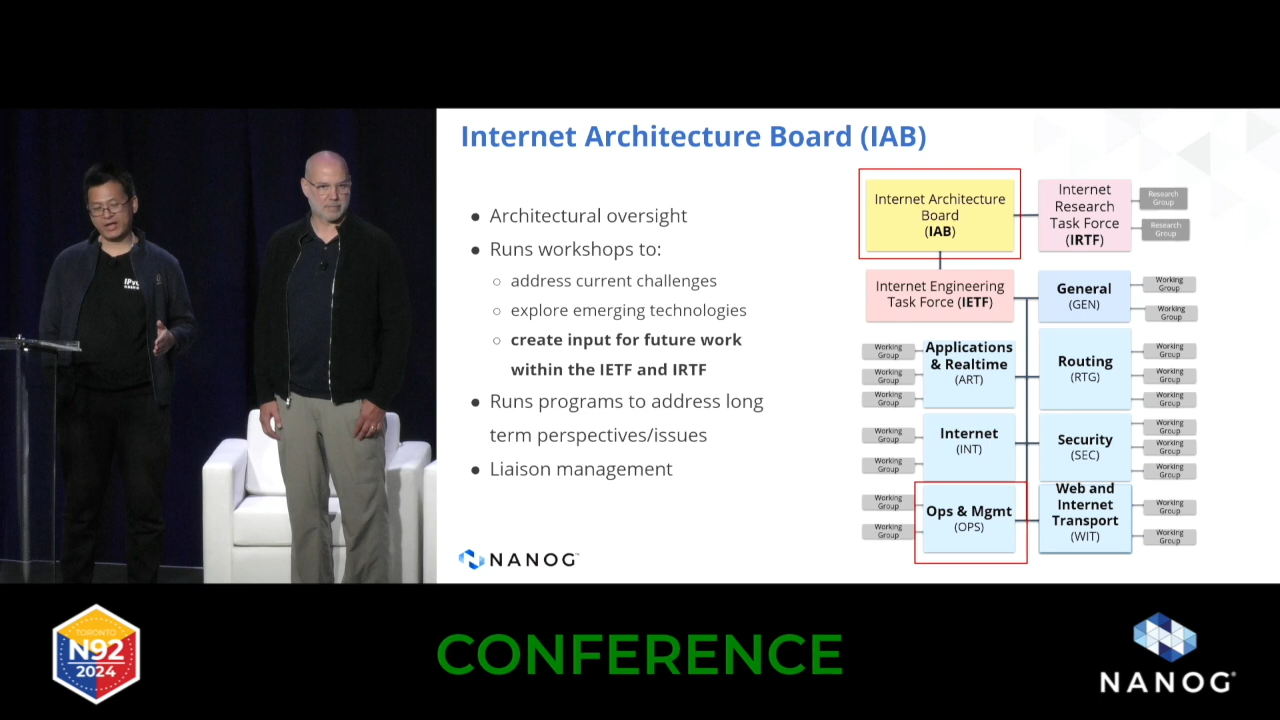 Internet Architecture Board (IAB)
● Architectural oversight
● Runs workshops to:
○ address current challenges
○ explore emerging technologies
○ create input for future work
within the IETF and IRTF
● Runs programs to address long
term perspectives/issues
● Liaison management
NANOG
Internet Architecture
Board
(IAB)
Internet
Research
Task Force
(IRTF)
Research
Group
Research
Group
Internet Engineering
Task Force (IETF)
General
(GEN)
Working
Group
Working
Group
Working
Group
Working
Group
Working
Group
Applications
& Realtime
(ART)
Routing
(RTG)
Working
Group
Working
Group
Working
Group
Working
Group
Working
Group
Internet
(INT)
Security
(SEC)
Working
Group
Working
Group
Working
Group
Working
Group
Working
Group
Ops & Mgmt
(OPS)
Web and
Internet
Transport
(WIT)
Working
Group
Working
Group
TORONTO
N92
2024
CONFERENCE
NANOG